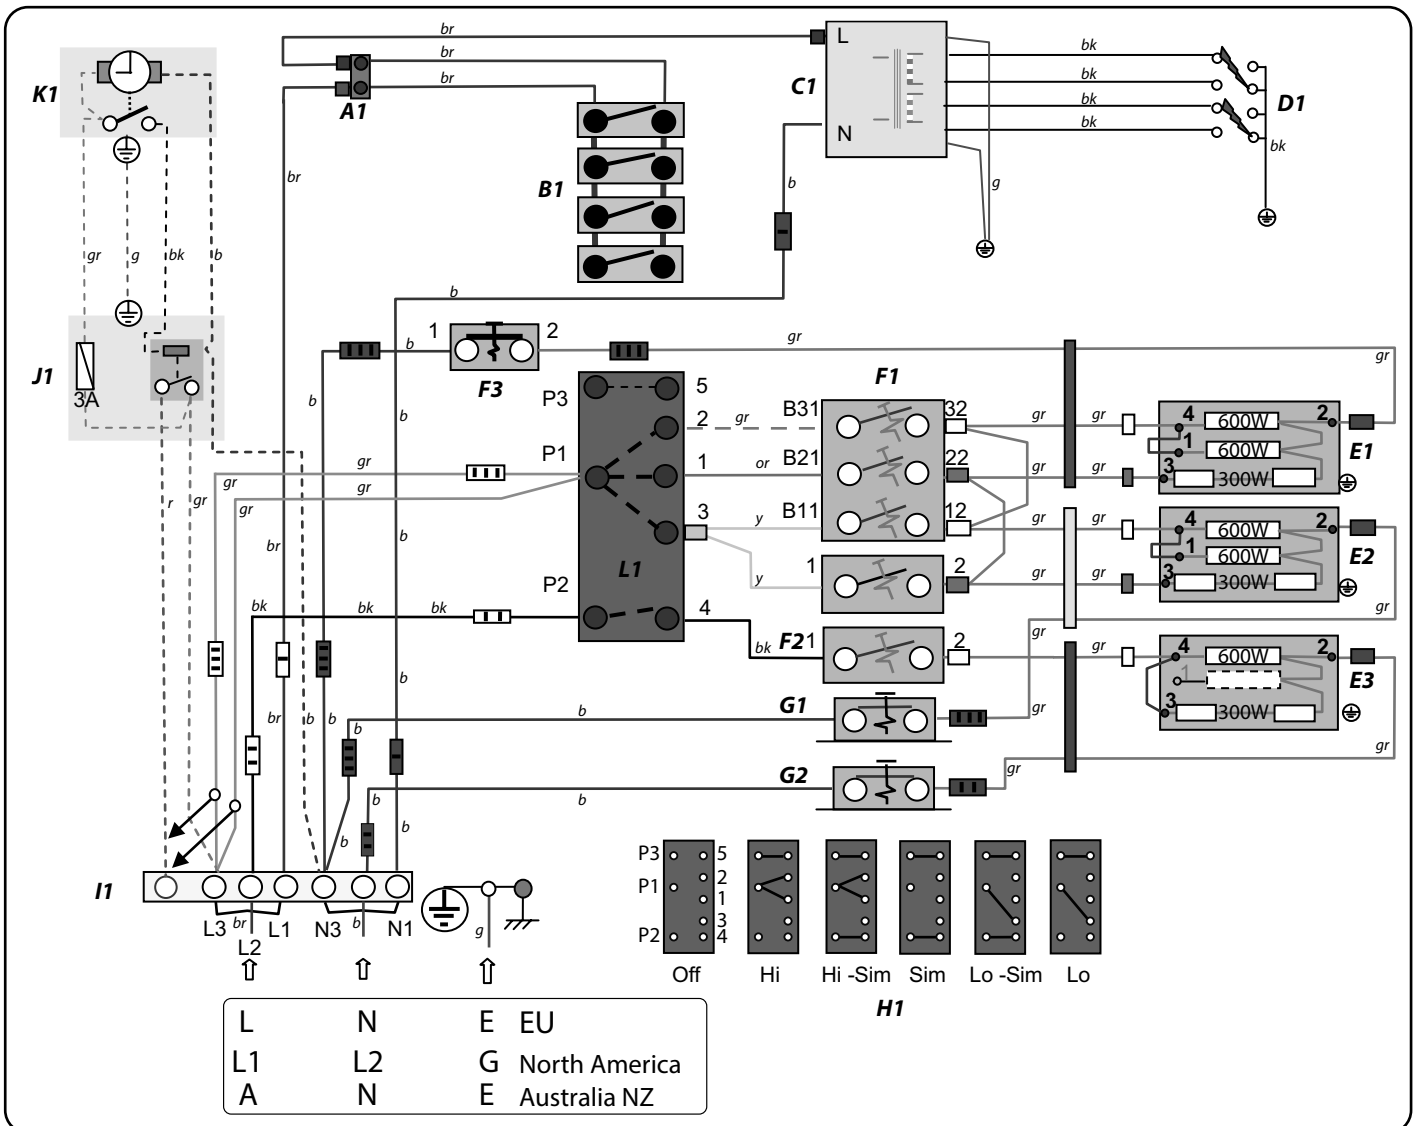 br
br
br
K1
A1
L
C1
N
bk
bk
bk
bk
D1
bk
B1
br
b
g
gr
g
bk
b
b
1
b
2
gr
gr
J1
3A
F3
F1
P3
5
2
gr
B31
32
gr
gr
4
600W
2
E1
1
600W
3
300W
P1
1
or
B21
22
gr
gr
b
b
gr
gr
gr
gr
r
gr
3
y
B11
12
gr
gr
4
600W
2
E2
1
600W
3
300W
br
b
L1
1
y
2
gr
gr
P2
4
bk
bk
bk
bk
F2
1
2
gr
gr
4
600W
2
E3
1
3
300W
b
G1
gr
br
b
b
b
b
G2
gr
gr
b
b
b
b
I1
L3
br
L2
L1
N3
b
N1
g
P3
5
2
P1
1
3
P2
4
Off
Hi
Hi -Sim
Sim
Lo -Sim
Lo
H1
L N E EU
L1 L2 G North America
A N E Australia NZ